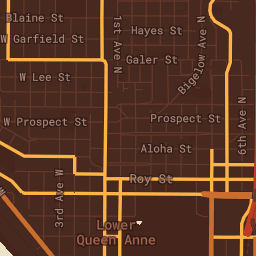 Blaine St
1st Ave N
Hayes St
Bigelow Ave N
W Garfield St
Galer St
W Lee St
W Prospect St
Prospect St
6th Ave N
Aloha St
3rd Ave W
Roy St
W
Lower
Queen Anne